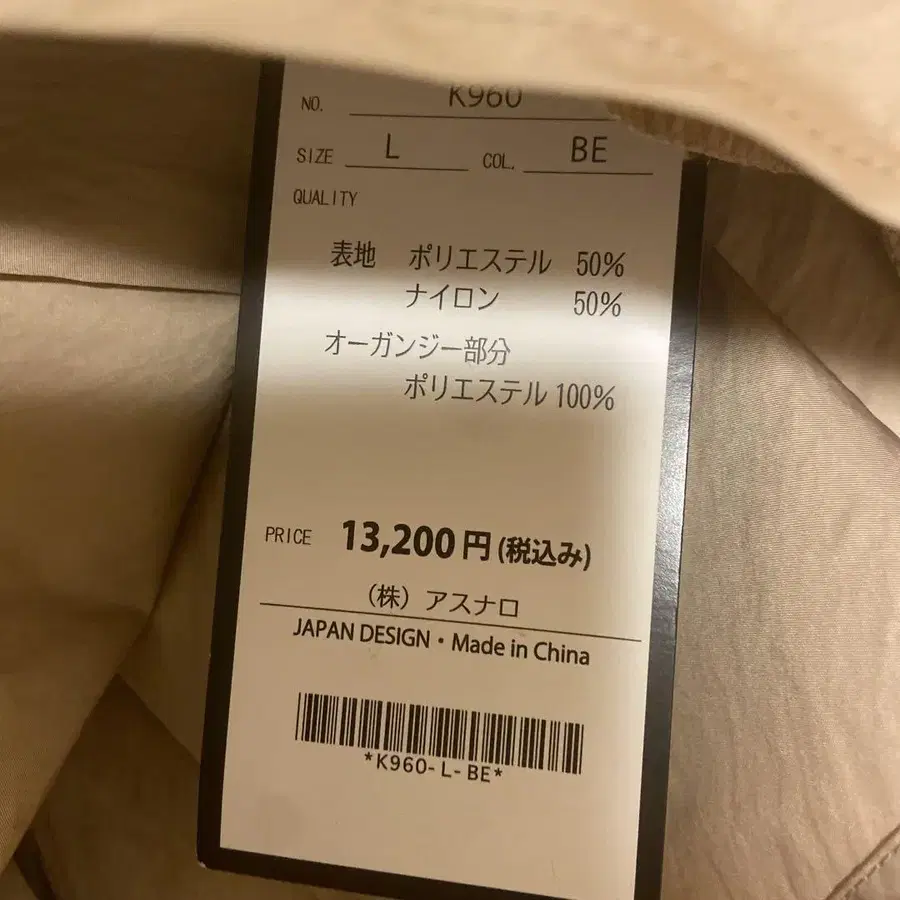 NO. K960
SIZE L COL. BE
QUALITY
表地 ポリエステル 50%
ナイロン 50%
オーガンジー部分
ポリエステル 100%
PRICE 13,200円(税込み)
(株) アスナロ
JAPAN DESIGN・Made in China
*K960-L-BE*